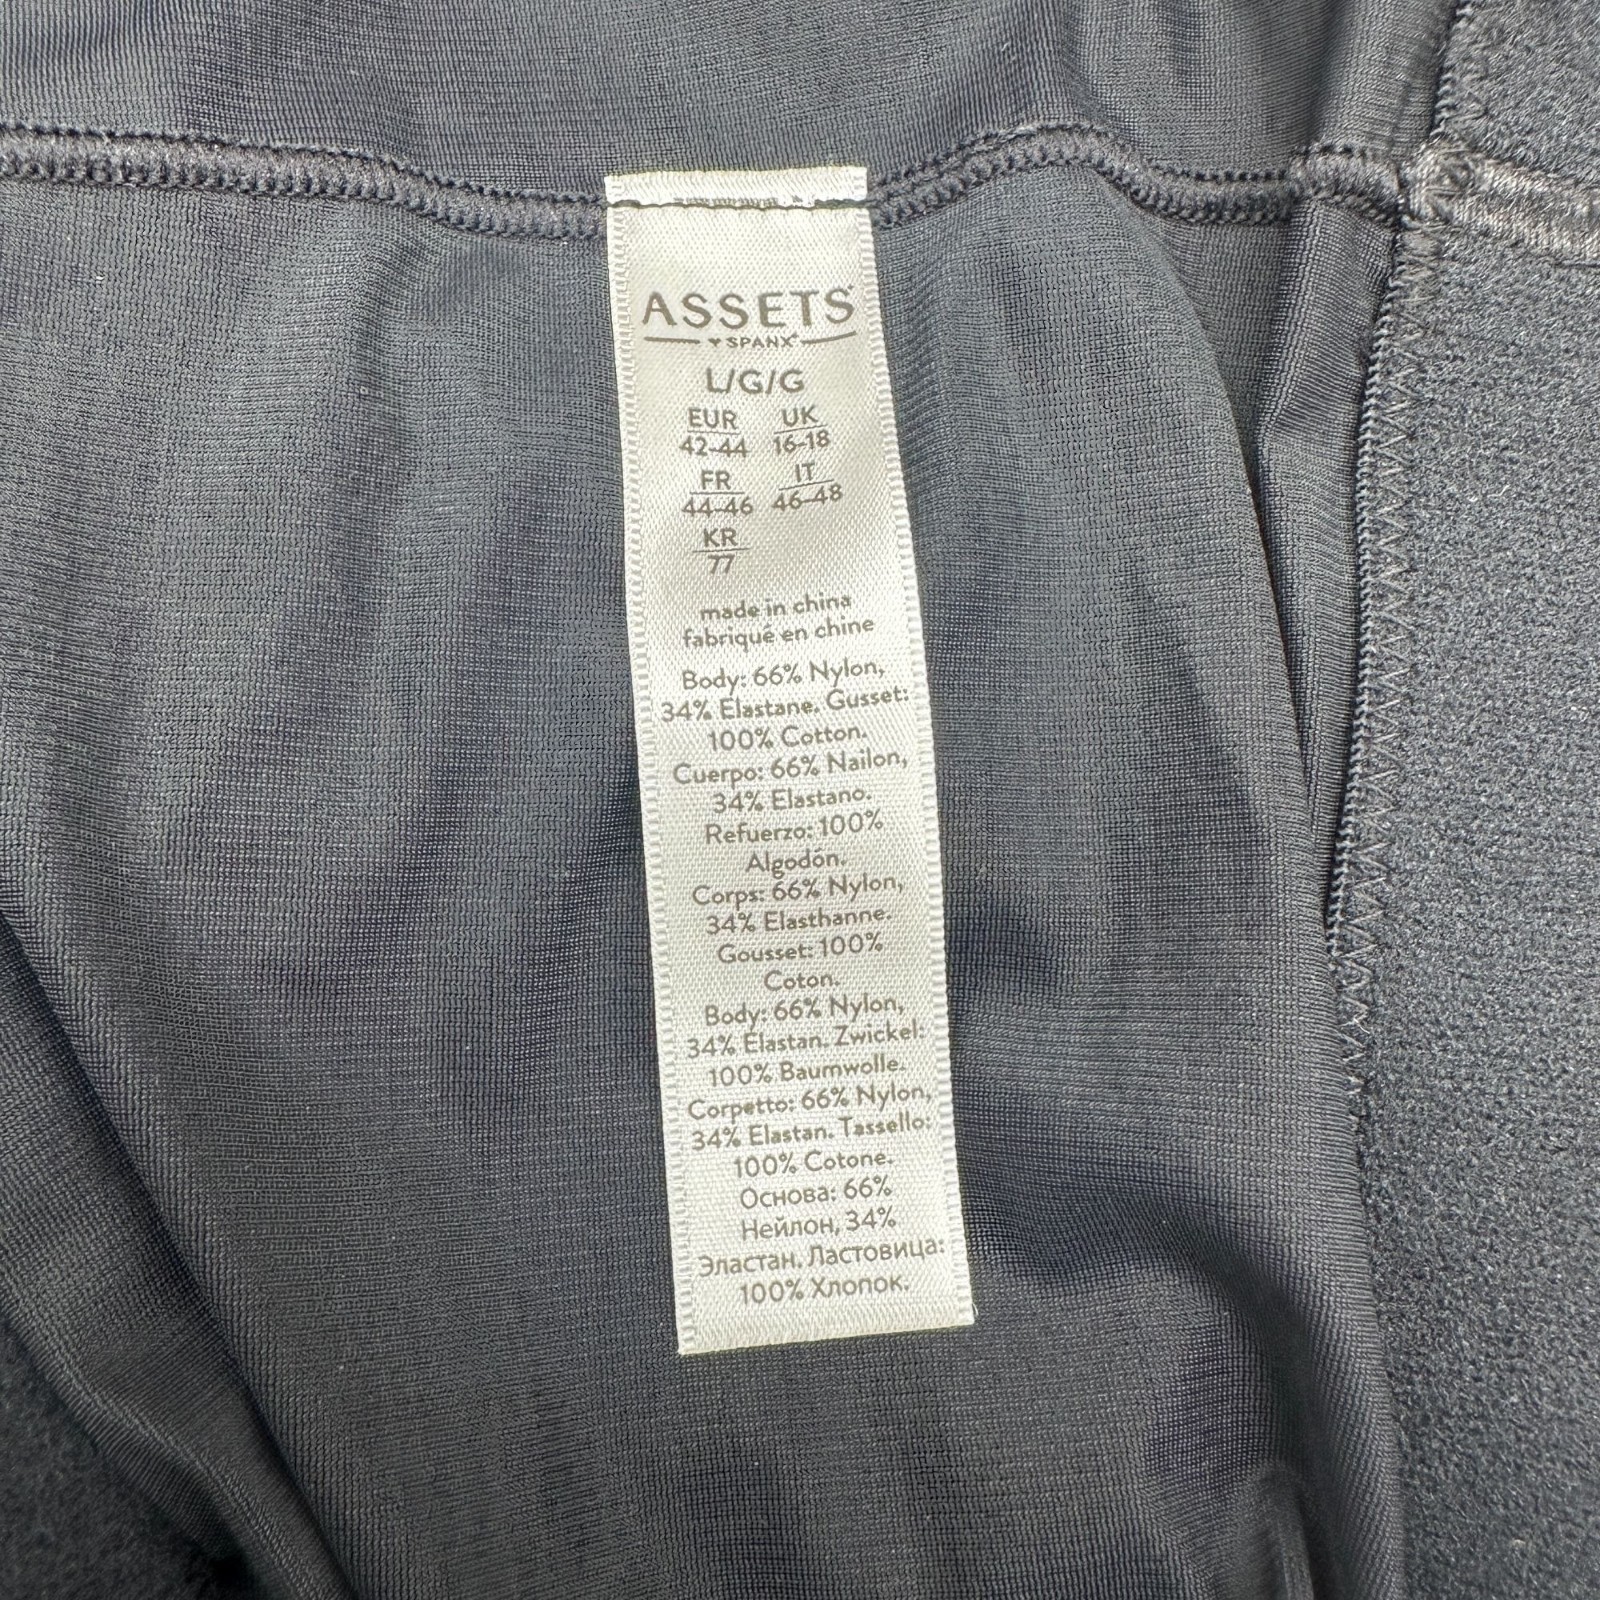 ASSETS®
♥ SPANX®
L/G/G
EUR UK
42-44 16-18
FR IT
44-46 46-48
KR
77
made in china
fabriqué en chine
Body: 66% Nylon,
34% Elastane. Gusset:
100% Cotton.
Cuerpo: 66% Nailon,
34% Elastano.
Refuerzo: 100%
Algodón.
Corps: 66% Nylon,
34% Elasthanne.
Gousset: 100%
Coton.
Body: 66% Nylon,
34% Elastan. Zwickel:
100% Baumwolle.
Corpetto: 66% Nylon,
34% Elastan. Tassello:
100% Cotone.
Основа: 66%
Нейлон, 34%
Эластан. Ластовица:
100% Хлопок.